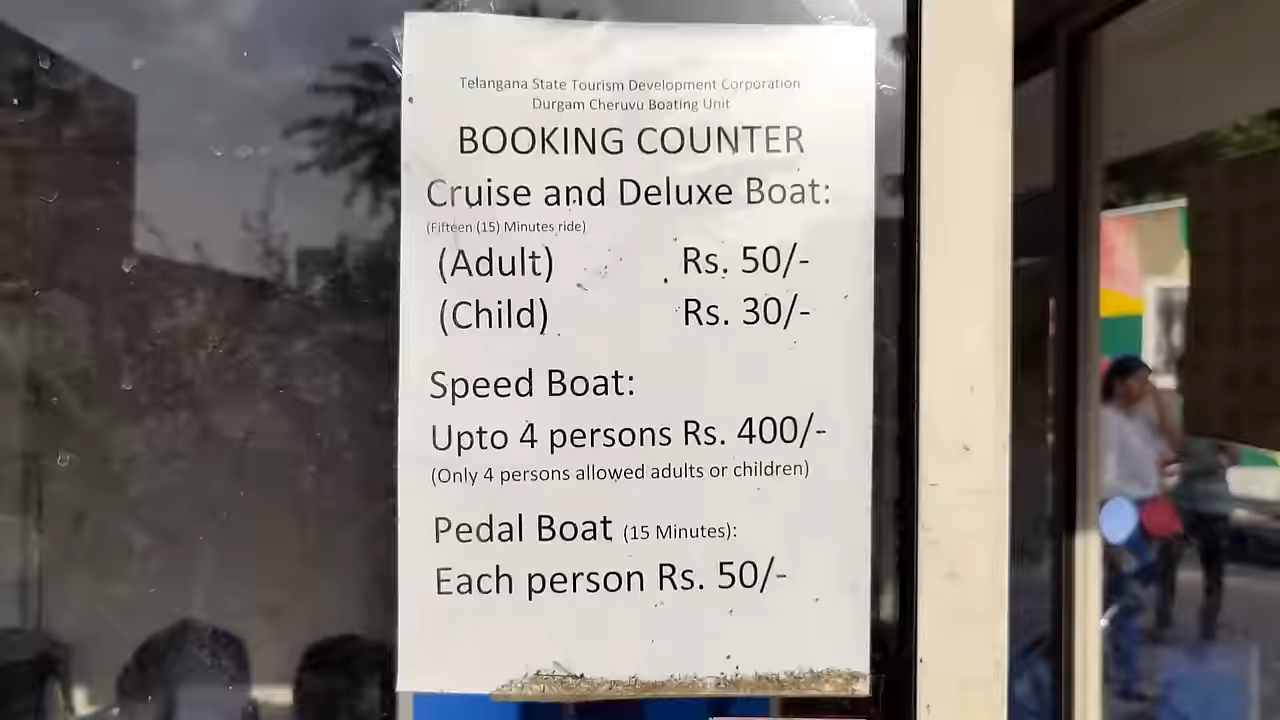 Telangana State Tourism Development Corporation
Durgam Cheruvu Boating Unit
BOOKING COUNTER
Cruise and Deluxe Boat:
(Fifteen (15) Minutes ride)
(Adult) Rs. 50/-
(Child) Rs. 30/-
Speed Boat:
Upto 4 persons Rs. 400/-
(Only 4 persons allowed adults or children)
Pedal Boat (15 Minutes):
Each person Rs. 50/-